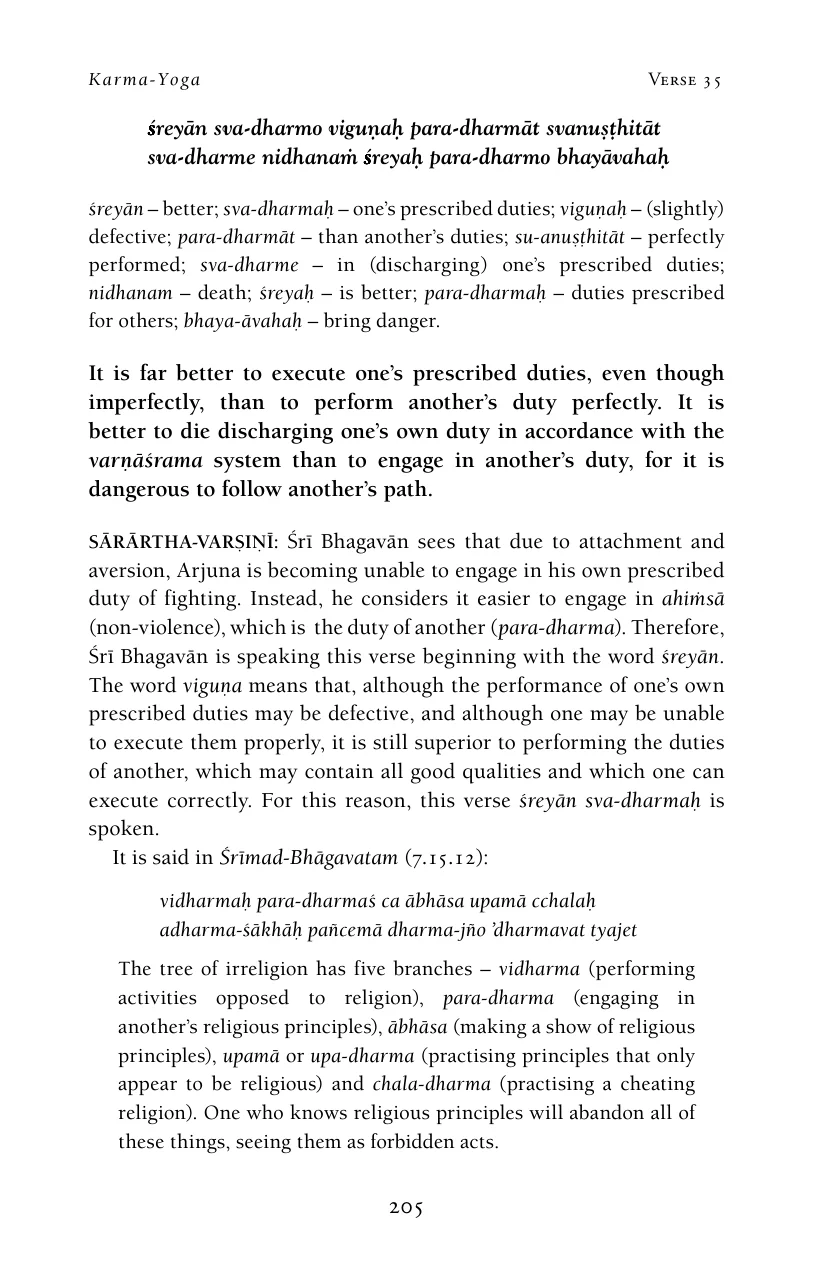 Karma-Yoga Verse 35
śreyān sva-dharmo viguṇaḥ para-dharmāt svanuṣṭhitāt
sva-dharme nidhanaṁ śreyaḥ para-dharmo bhayāvahaḥ
śreyān – better; sva-dharmaḥ – one’s prescribed duties; viguṇaḥ – (slightly)
defective; para-dharmāt – than another’s duties; su-anuṣṭhitāt – perfectly
performed; sva-dharme – in (discharging) one’s prescribed duties;
nidhanam – death; śreyaḥ – is better; para-dharmaḥ – duties prescribed
for others; bhaya-āvahaḥ – bring danger.
It is far better to execute one’s prescribed duties, even though
imperfectly, than to perform another’s duty perfectly. It is
better to die discharging one’s own duty in accordance with the
varṇāśrama system than to engage in another’s duty, for it is
dangerous to follow another’s path.
SĀRĀRTHA-VARṢIṆĪ: Śrī Bhagavān sees that due to attachment and
aversion, Arjuna is becoming unable to engage in his own prescribed
duty of fighting. Instead, he considers it easier to engage in ahiṁsā
(non-violence), which is the duty of another (para-dharma). Therefore,
Śrī Bhagavān is speaking this verse beginning with the word śreyān.
The word viguṇa means that, although the performance of one’s own
prescribed duties may be defective, and although one may be unable
to execute them properly, it is still superior to performing the duties
of another, which may contain all good qualities and which one can
execute correctly. For this reason, this verse śreyān sva-dharmaḥ is
spoken.
It is said in Śrīmad-Bhāgavatam (7.15.12):
vidharmaḥ para-dharmaś ca ābhāsa upamā cchalaḥ
adharma-śākhāḥ pañcemā dharma-jño ’dharmavat tyajet
The tree of irreligion has five branches – vidharma (performing
activities opposed to religion), para-dharma (engaging in
another’s religious principles), ābhāsa (making a show of religious
principles), upamā or upa-dharma (practising principles that only
appear to be religious) and chala-dharma (practising a cheating
religion). One who knows religious principles will abandon all of
these things, seeing them as forbidden acts.
205